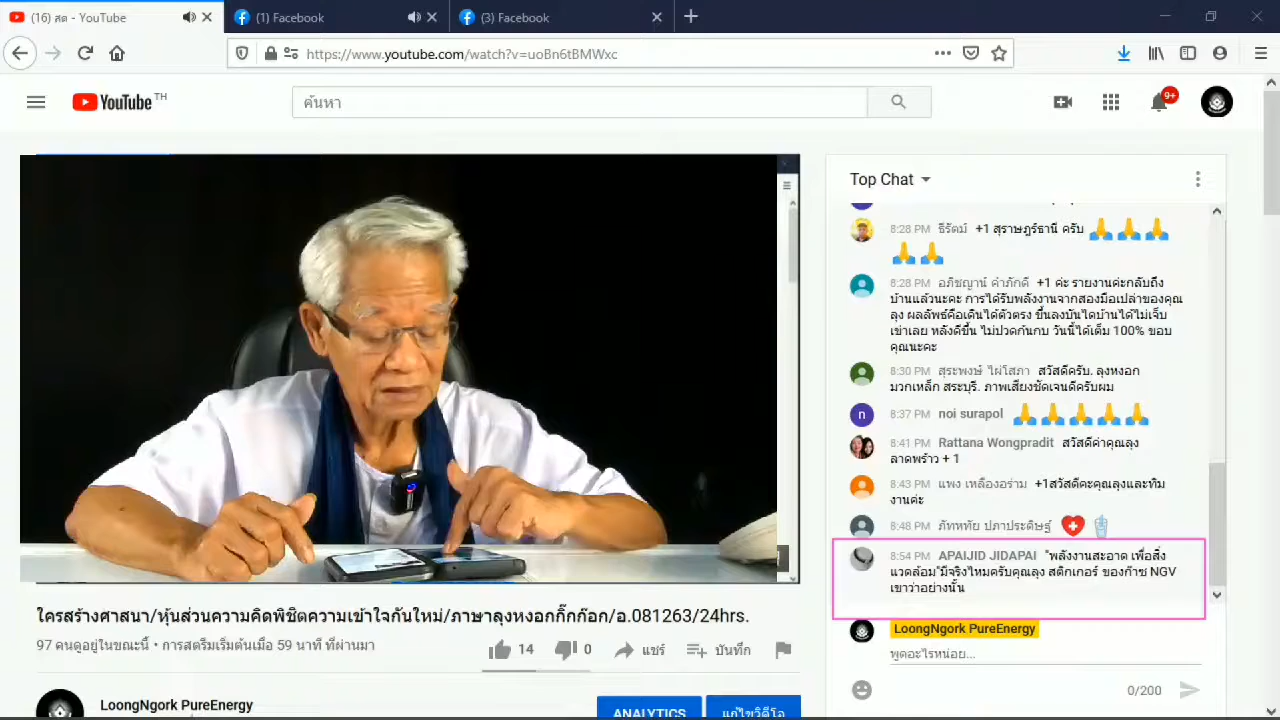 (16) สด - YouTube
(1) Facebook
(3) Facebook
https://www.youtube.com/watch?v=uoBn6tBMWxc
YouTube TH
ค้นหา
9+
Top Chat
8:28 PM ธีรัตม์ +1 สุราษฎร์ธานี ครับ 🙏🙏🙏
🙏🙏
8:28 PM อภิชญาน์ คำภักดี +1 ค่ะ รายงานค่ะกลับถึง
บ้านแล้วนะคะ การได้รับพลังงานจากสองมือเปล่าของคุณ
ลุง ผลลัพธ์คือเดินได้ตัวตรง ขึ้นลงบันไดบ้านได้ไม่เจ็บ
เข่าเลย หลังดีขึ้น ไม่ปวดก้นกบ วันนี้ได้เต็ม 100% ขอบ
คุณนะคะ
8:30 PM สุระพงษ์ ไผ่โสภา สวัสดีครับ. ลุงหงอก
มวกเหล็ก สระบุรี. ภาพเสียงชัดเจนดีครับผม
n
8:37 PM noi surapol 🙏🙏🙏🙏🙏
8:41 PM Rattana Wongpradit สวัสดีค่าคุณลุง
ลาดพร้าว + 1
8:43 PM แพง เหลืองอร่าม +1สวัสดีคะคุณลุงและทีม
งานค่ะ
8:48 PM ภัททหัย ปภาประดิษฐ์
8:54 PM APAIJID JIDAPAI "พลังงานสะอาด เพื่อสิ่ง
แวดล้อม"มีจริงไหมครับคุณลุง สติกเกอร์ ของก๊าซ NGV
เขาว่าอย่างนั้น
LoongNgork PureEnergy
พูดอะไรหน่อย...
0/200
ใครสร้างศาสนา/หุ้นส่วนความคิดพิชิตความเข้าใจกันใหม่/ภาษาลุงหงอกกิ๊กก๊อก/อ.081263/24hrs.
97 คนดูอยู่ในขณะนี้ • การสตรีมเริ่มต้นเมื่อ 59 นาที ที่ผ่านมา
14
0
แชร์
บันทึก
LoongNgork PureEnergy
ANALYTICS
แก้ไขวิดีโอ